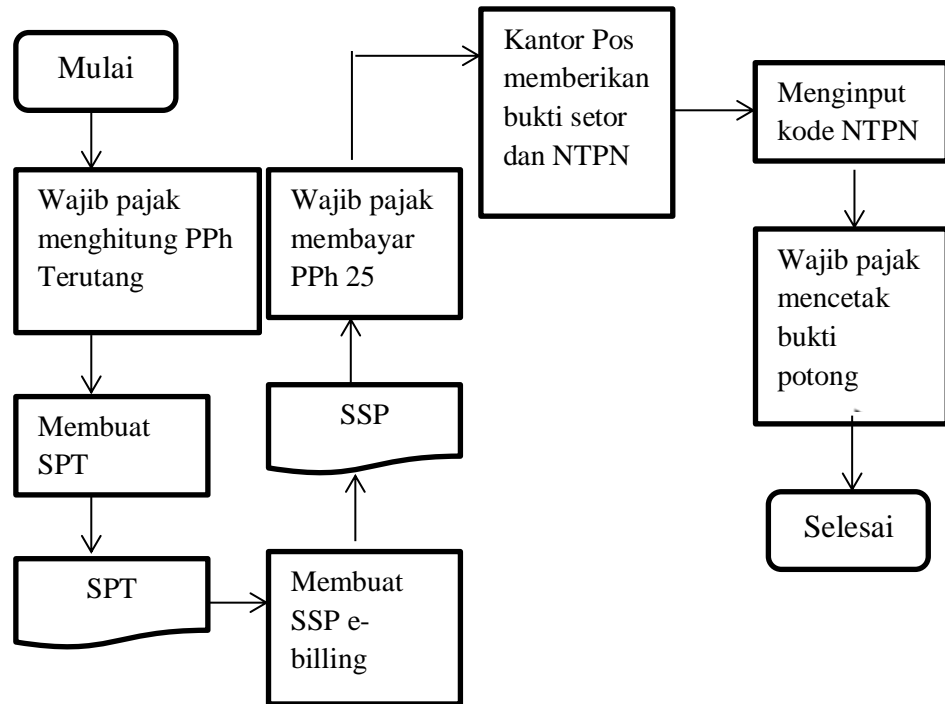 Mulai
Wajib pajak
menghitung PPh
Terutang
Membuat
SPT
SPT
Membuat
SSP e-
billing
SSP
Wajib pajak
membayar
PPh 25
Kantor Pos
memberikan
bukti setor
dan NTPN
Menginput
kode NTPN
Wajib pajak
mencetak
bukti
potong
Selesai